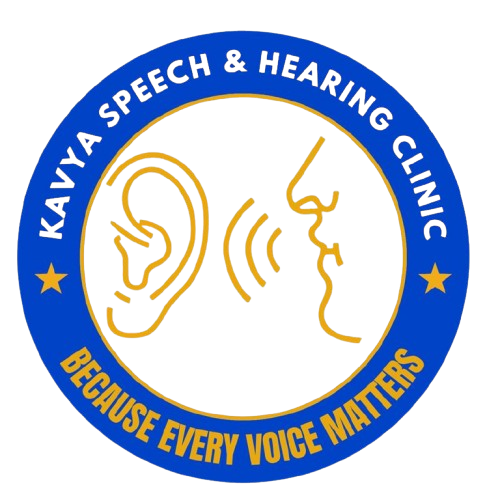 KAVYA SPEECH & HEARING CLINIC
BECAUSE EVERY VOICE MATTERS